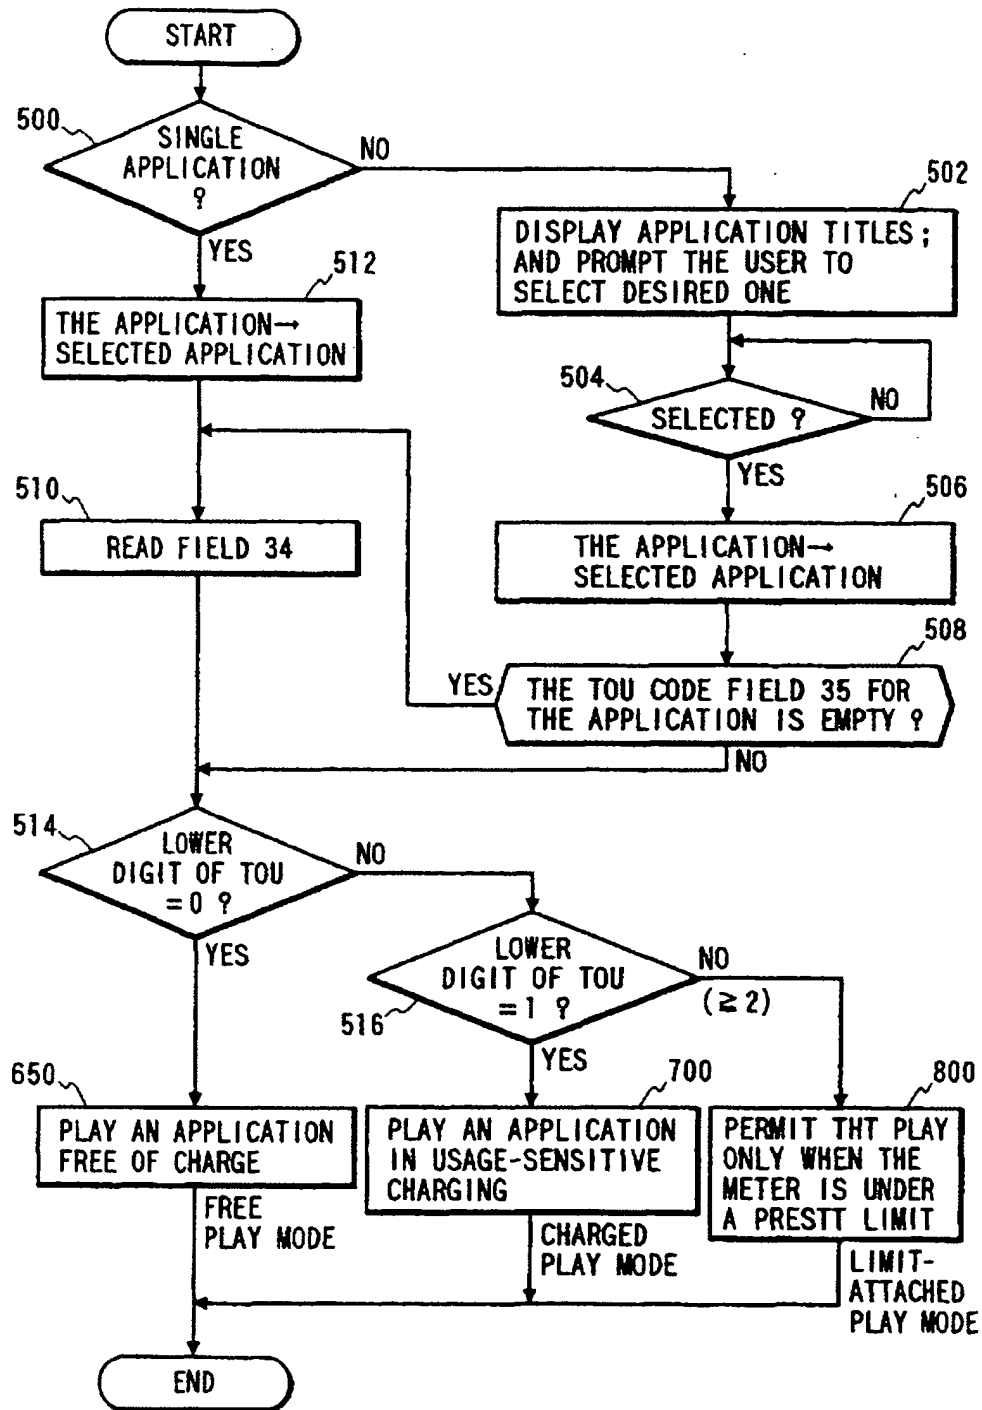 START
500
SINGLE
APPLICATION
?
NO
YES
502
DISPLAY APPLICATION TITLES;
AND PROMPT THE USER TO
SELECT DESIRED ONE
512
THE APPLICATION→
SELECTED APPLICATION
504
SELECTED ?
NO
YES
510
READ FIELD 34
506
THE APPLICATION→
SELECTED APPLICATION
508
YES
THE TOU CODE FIELD 35 FOR
THE APPLICATION IS EMPTY ?
NO
514
LOWER
DIGIT OF TOU
=0 ?
NO
YES
516
LOWER
DIGIT OF TOU
=1 ?
NO
(≧2)
YES
650
PLAY AN APPLICATION
FREE OF CHARGE
FREE
PLAY MODE
700
PLAY AN APPLICATION
IN USAGE-SENSITIVE
CHARGING
CHARGED
PLAY MODE
800
PERMIT THT PLAY
ONLY WHEN THE
METER IS UNDER
A PRESTT LIMIT
LIMIT-
ATTACHED
PLAY MODE
END